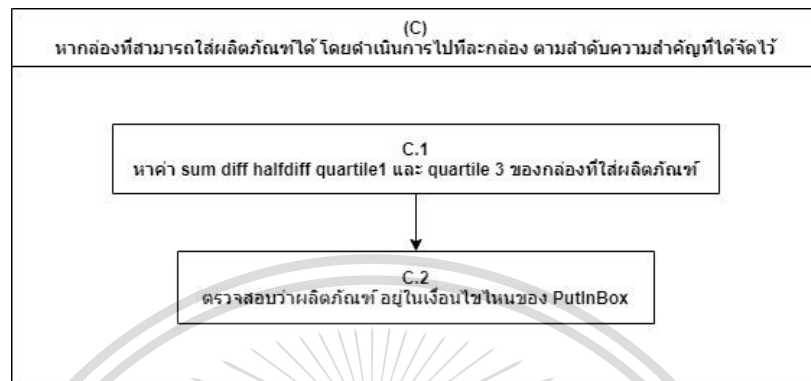 (C)
หากล่องที่สามารถใส่ผลิตภัณฑ์ได้ โดยดำเนินการไปทีละกล่อง ตามลำดับความสำคัญที่ได้จัดไว้
C.1
หาค่า sum diff halfdiff quartile1 และ quartile 3 ของกล่องที่ใส่ผลิตภัณฑ์
C.2
ตรวจสอบว่าผลิตภัณฑ์ อยู่ในเงื่อนไขไหนของ PutInBox